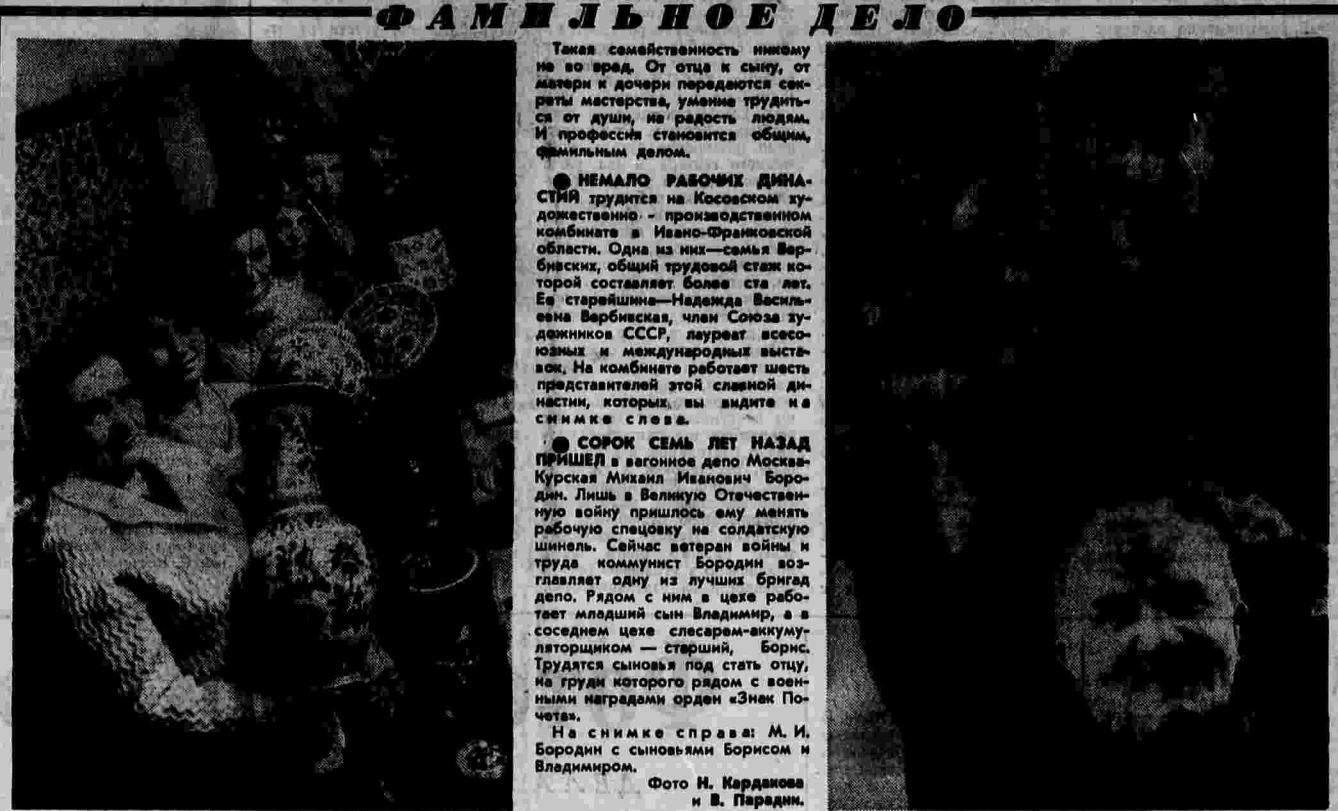 ФАМИЛЬНОЕ ДЕЛО
Такая семейственность никому
не во вред. От отца к сыну, от
матери к дочери передаются сек-
реты мастерства, умение трудить-
ся от души, на радость людям.
И профессия становится общим,
фамильным делом.
● НЕМАЛО РАБОЧИХ ДИНА-
СТИЙ трудится на Косовском ху-
дожественно - производственном
комбинате в Ивано-Франковской
области. Одна из них—семья Вер-
бивских, общий трудовой стаж ко-
торой составляет более ста лет.
Ее старейшина—Надежда Василь-
евна Вербивская, член Союза ху-
дожников СССР, лауреат всесо-
юзных и международных выста-
вок. На комбинате работает шесть
представителей этой славной ди-
настии, которых вы видите на
снимке слева.
● СОРОК СЕМЬ ЛЕТ НАЗАД
ПРИШЕЛ в вагонное депо Москва-
Курская Михаил Иванович Боро-
дин. Лишь в Великую Отечествен-
ную войну пришлось ему менять
рабочую спецовку на солдатскую
шинель. Сейчас ветеран войны и
труда коммунист Бородин воз-
главляет одну из лучших бригад
депо. Рядом с ним в цехе рабо-
тает младший сын Владимир, а в
соседнем цехе слесарем-аккуму-
ляторщиком — старший, Борис.
Трудятся сыновья под стать отцу,
на груди которого рядом с воен-
ными наградами орден «Знак По-
чета».
На снимке справа: М. И.
Бородин с сыновьями Борисом и
Владимиром.
Фото Н. Карданова
и В. Парадни.